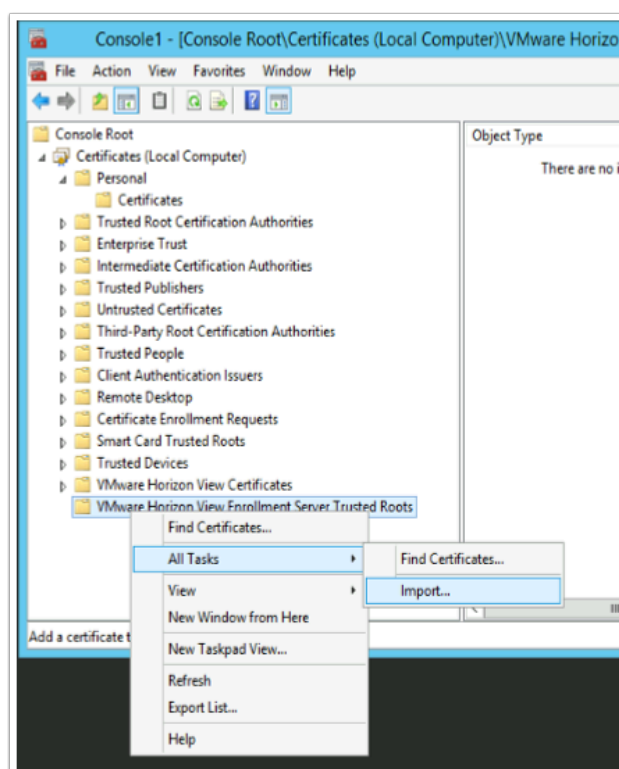 Console1 - [Console Root\Certificates (Local Computer)\VMware Horizo
File Action View Favorites Window Help
Console Root
Certificates (Local Computer)
Personal
Certificates
Trusted Root Certification Authorities
Enterprise Trust
Intermediate Certification Authorities
Trusted Publishers
Untrusted Certificates
Third-Party Root Certification Authorities
Trusted People
Client Authentication Issuers
Remote Desktop
Certificate Enrollment Requests
Smart Card Trusted Roots
Trusted Devices
VMware Horizon View Certificates
VMware Horizon View Enrollment Server Trusted Roots
Object Type
There are no i
Find Certificates...
All Tasks
View
New Window from Here
New Taskpad View...
Refresh
Export List...
Help
Find Certificates...
Import...
Add a certificate t